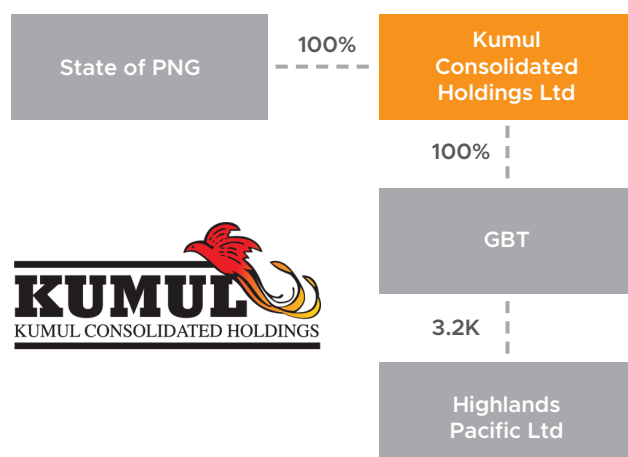 State of PNG
100%
Kumul
Consolidated
Holdings Ltd
100%
GBT
KUMUL
KUMUL CONSOLIDATED HOLDINGS
3.2K
Highlands
Pacific Ltd